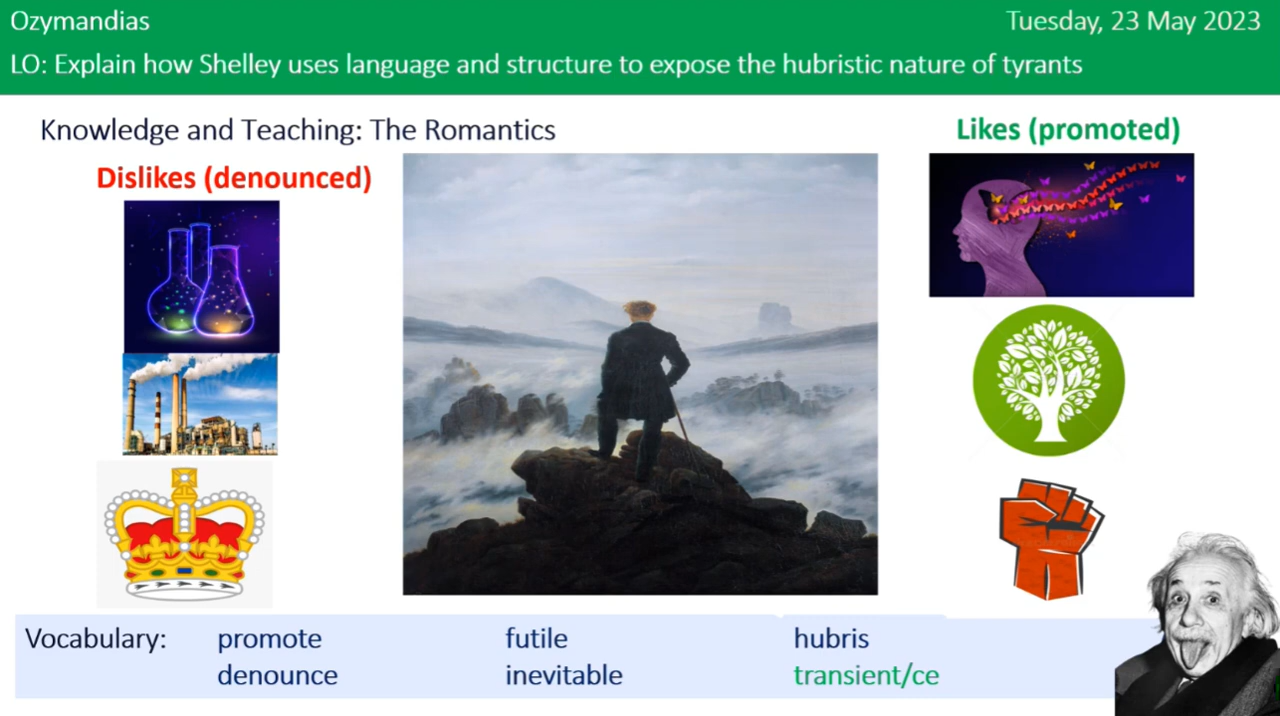 Ozymandias
Tuesday, 23 May 2023
LO: Explain how Shelley uses language and structure to expose the hubristic nature of tyrants
Knowledge and Teaching: The Romantics
Dislikes (denounced)
Likes (promoted)
Vocabulary: promote futile hubris
denounce inevitable transient/ce